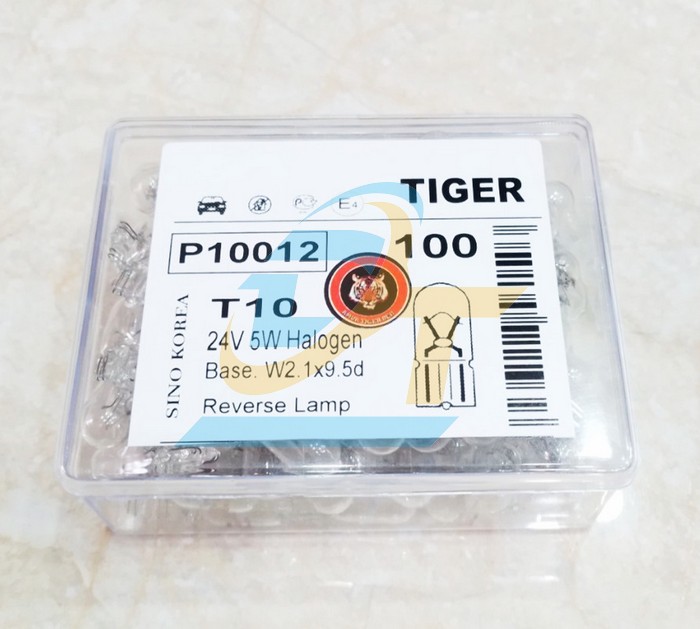 TIGER
E4
P10012
100
T10
24V 5W Halogen
Base. W2.1x9.5d
Reverse Lamp
SINO KOREA